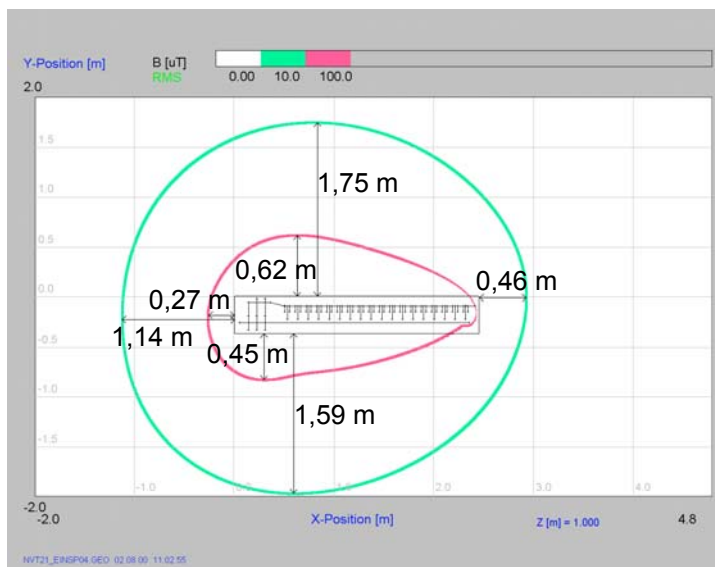 Y-Position [m]
B [uT]
RMS
0.00 10.0 100.0
2.0
1.5
1,75 m
1.0
0.5
0,62 m
0,46 m
0.0
0,27 m
1,14 m
0,45 m
-0.5
-1.0
1,59 m
-1.5
-1.0 2.0 3.0 4.0
-2.0
-2.0
X-Position [m]
Z [m] = 1.000
4.8
NVT21_EINSP04.GEO 02.08.00 11:02:55